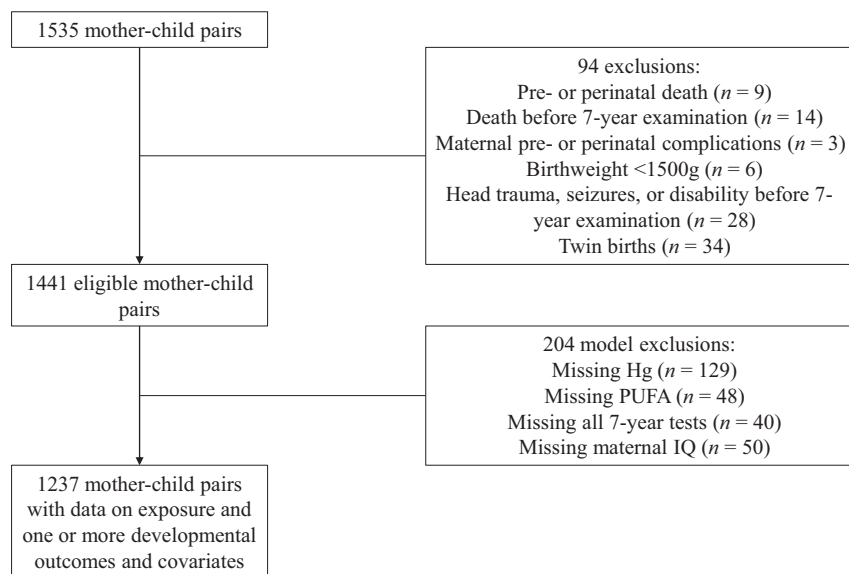 1535 mother-child pairs
94 exclusions:
Pre- or perinatal death (n = 9)
Death before 7-year examination (n = 14)
Maternal pre- or perinatal complications (n = 3)
Birthweight <1500g (n = 6)
Head trauma, seizures, or disability before 7-
year examination (n = 28)
Twin births (n = 34)
1441 eligible mother-child
pairs
204 model exclusions:
Missing Hg (n = 129)
Missing PUFA (n = 48)
Missing all 7-year tests (n = 40)
Missing maternal IQ (n = 50)
1237 mother-child pairs
with data on exposure and
one or more developmental
outcomes and covariates